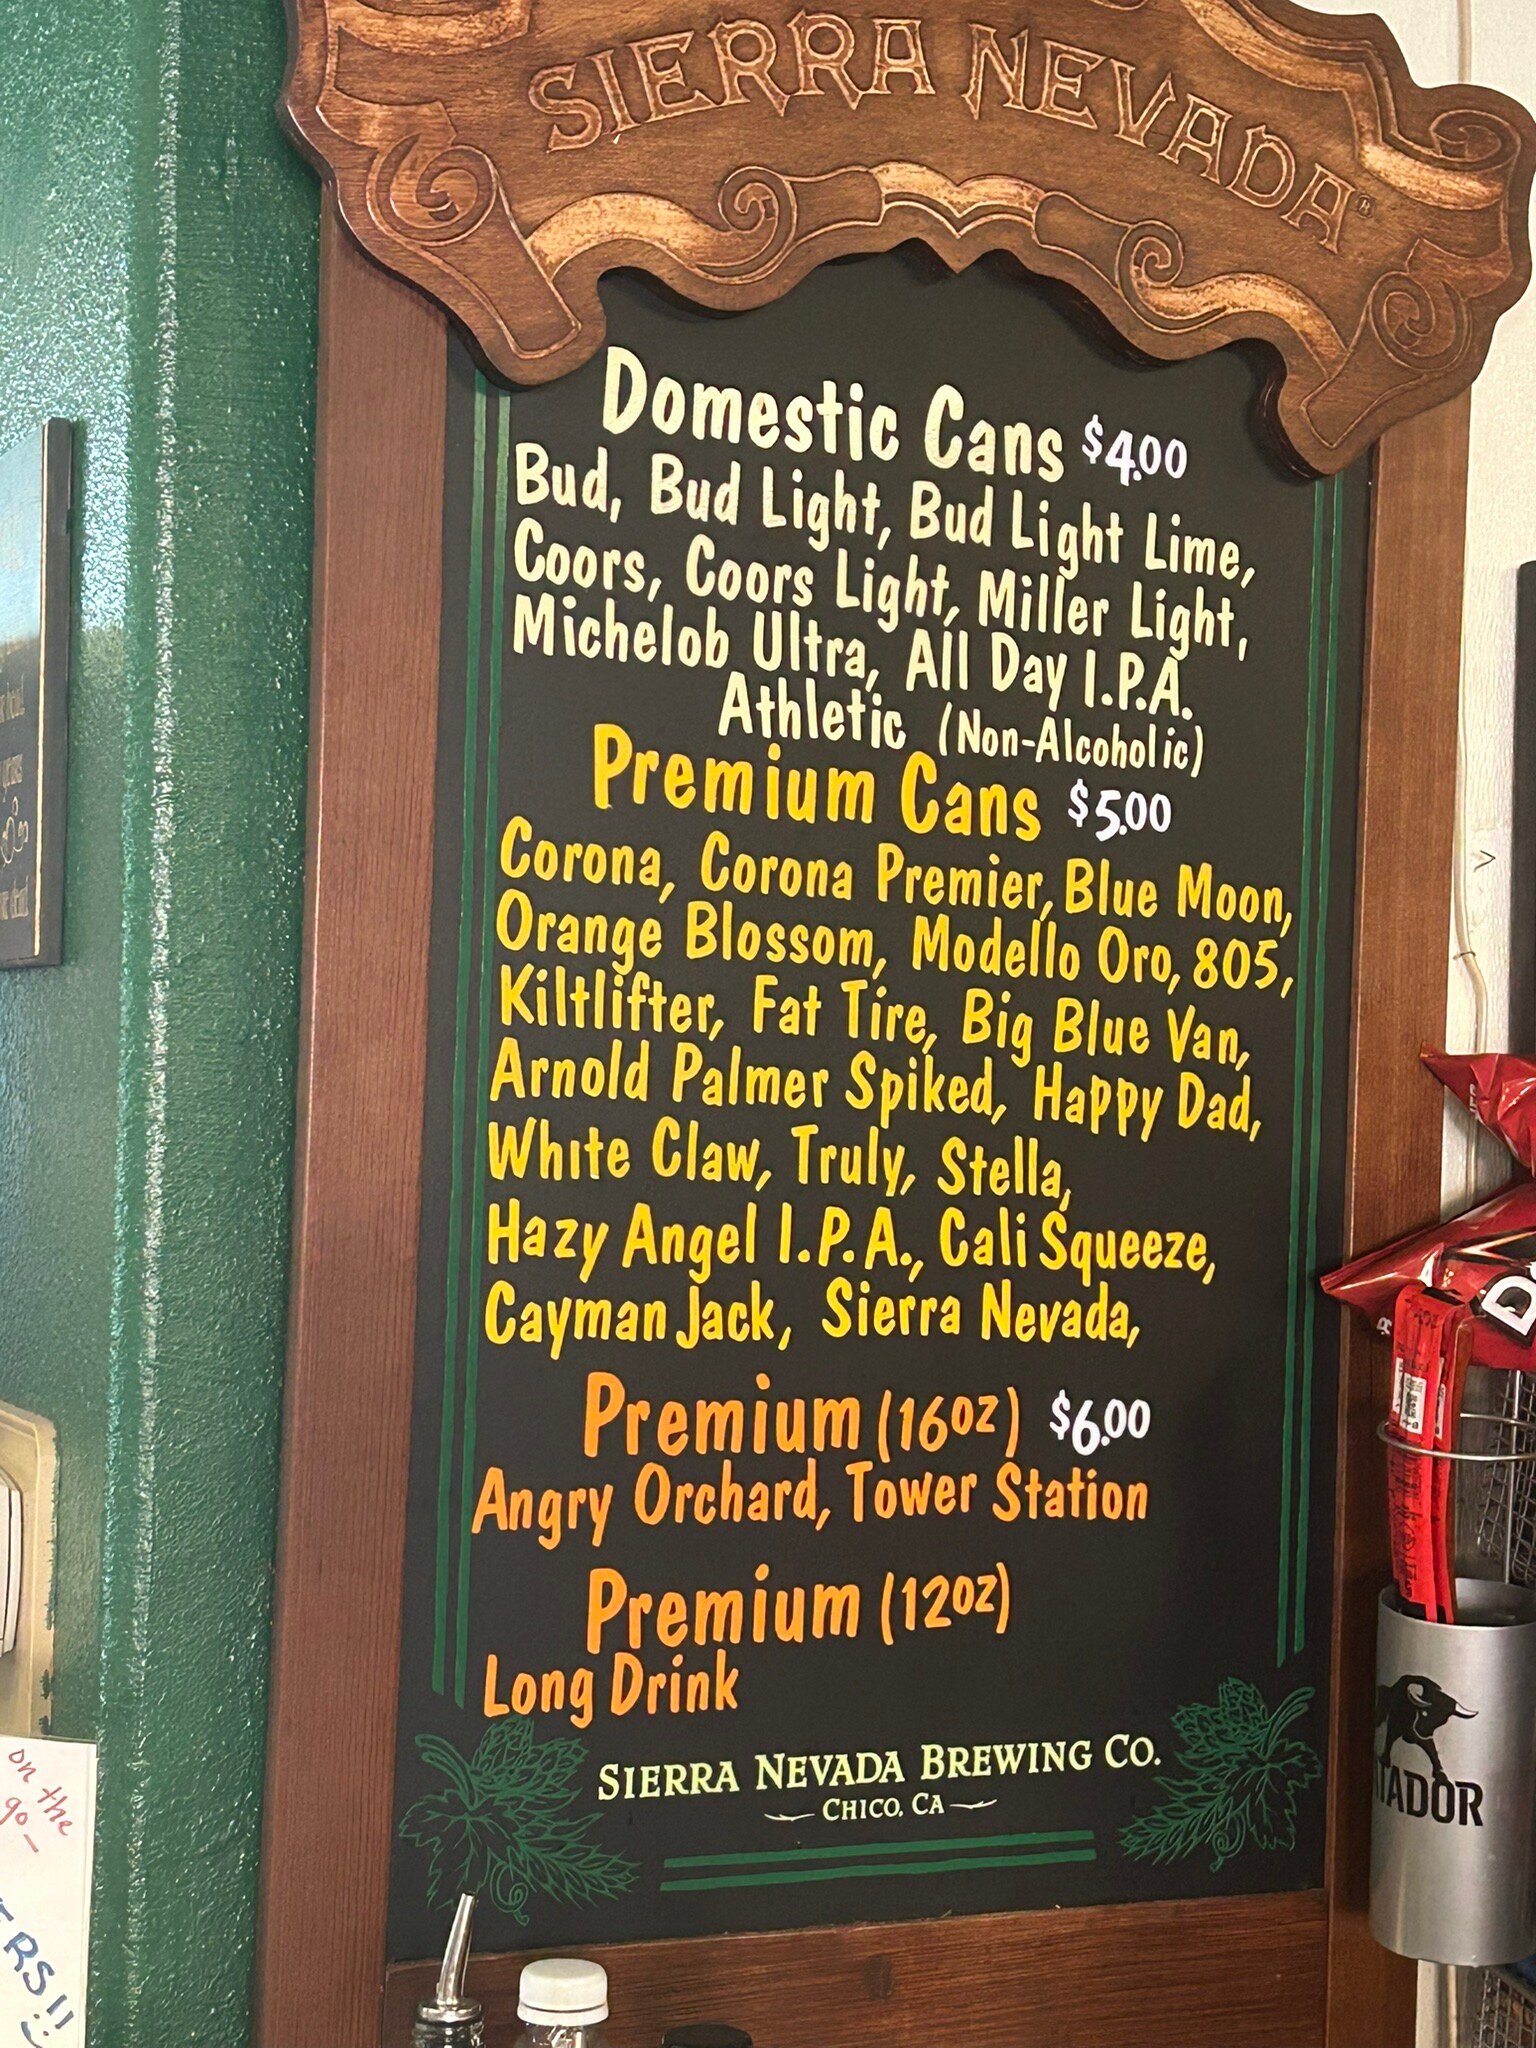 SIERRA NEVADA®
Domestic Cans $4.00
Bud, Bud Light, Bud Light Lime,
Coors, Coors Light, Miller Light,
Michelob Ultra, All Day I.P.A.
Athletic (Non-Alcoholic)
Premium Cans $5.00
Corona, Corona Premier, Blue Moon,
Orange Blossom, Modello Oro, 805,
Kiltlifter, Fat Tire, Big Blue Van,
Arnold Palmer Spiked, Happy Dad,
White Claw, Truly, Stella,
Hazy Angel I.P.A., Cali Squeeze,
Cayman Jack, Sierra Nevada,
Premium (16oz) $6.00
Angry Orchard, Tower Station
Premium (12oz)
Long Drink
SIERRA NEVADA BREWING CO.
CHICO, CA
on the
go-
ERS!!
TADOR